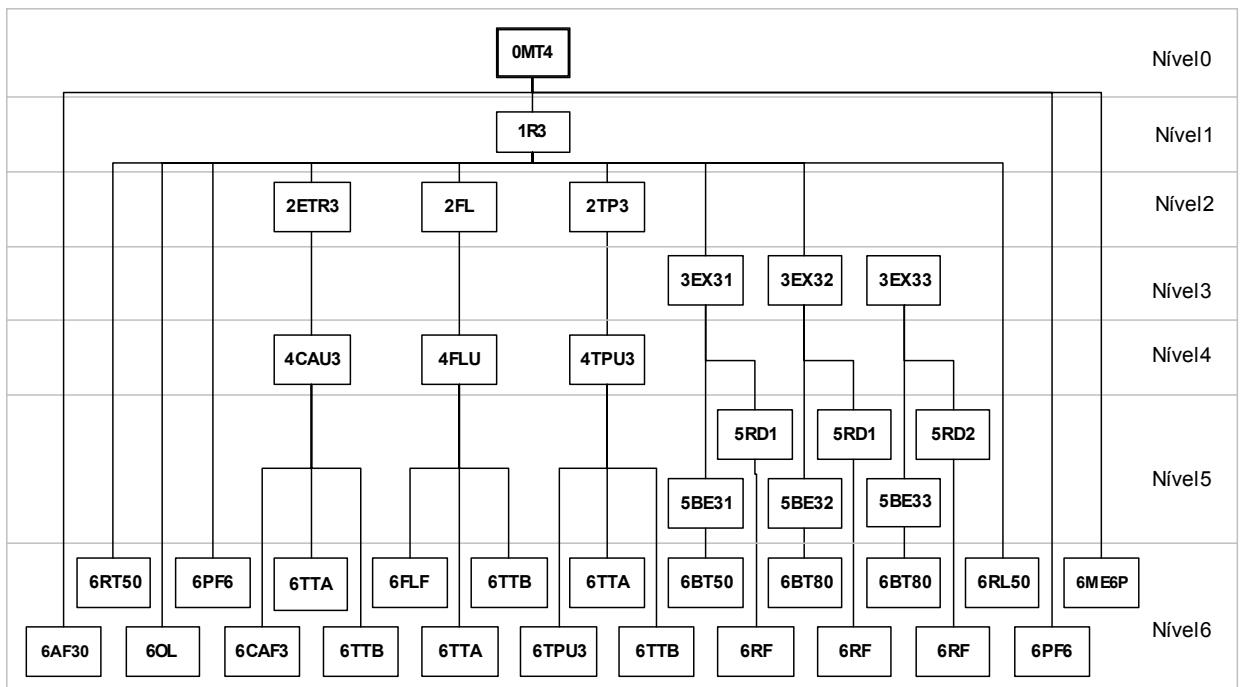 0MT4
Nível0
1R3
Nível1
2ETR3
2FL
2TP3
Nível2
3EX31
3EX32
3EX33
Nível3
4CAU3
4FLU
4TPU3
Nível4
5RD1
5RD1
5RD2
Nível5
5BE31
5BE32
5BE33
6RT50
6PF6
6TTA
6FLF
6TTB
6TTA
6BT50
6BT80
6BT80
6RL50
6ME6P
Nível6
6AF30
6OL
6CAF3
6TTB
6TTA
6TPU3
6TTB
6RF
6RF
6RF
6PF6